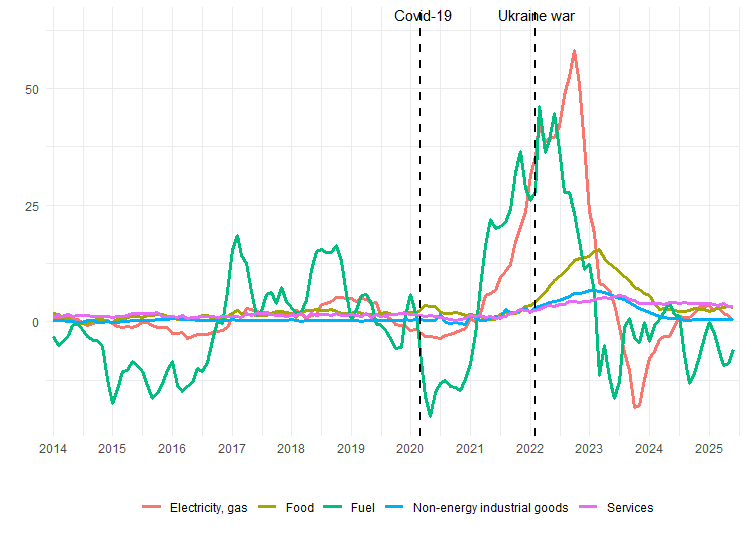 Covid-19 Ukraine war
50
25
0
2014 2015 2016 2017 2018 2019 2020 2021 2022 2023 2024 2025
Electricity, gas Food Fuel Non-energy industrial goods Services